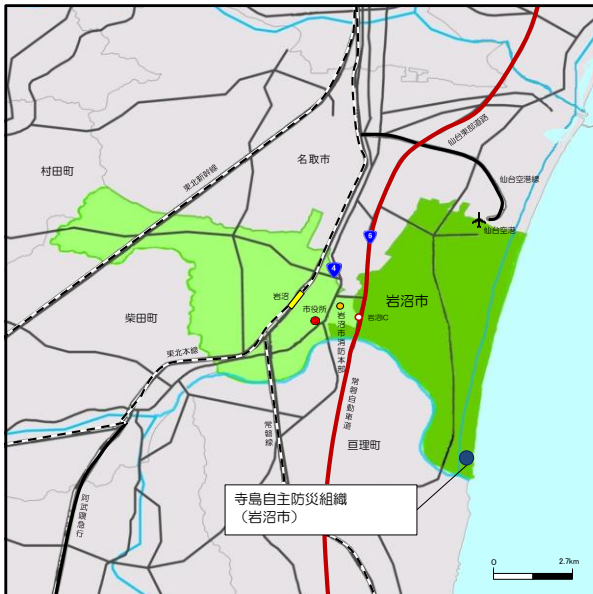 仙台東部道路
村田町
名取市
東北新幹線
仙台空港線
仙台空港
6
4
岩沼
岩沼市
市役所
岩沼IC
柴田町
岩沼市消防本部
東北本線
常磐自動車道
常磐線
亘理町
寺島自主防災組織
（岩沼市）
阿武隈急行
0 2.7km